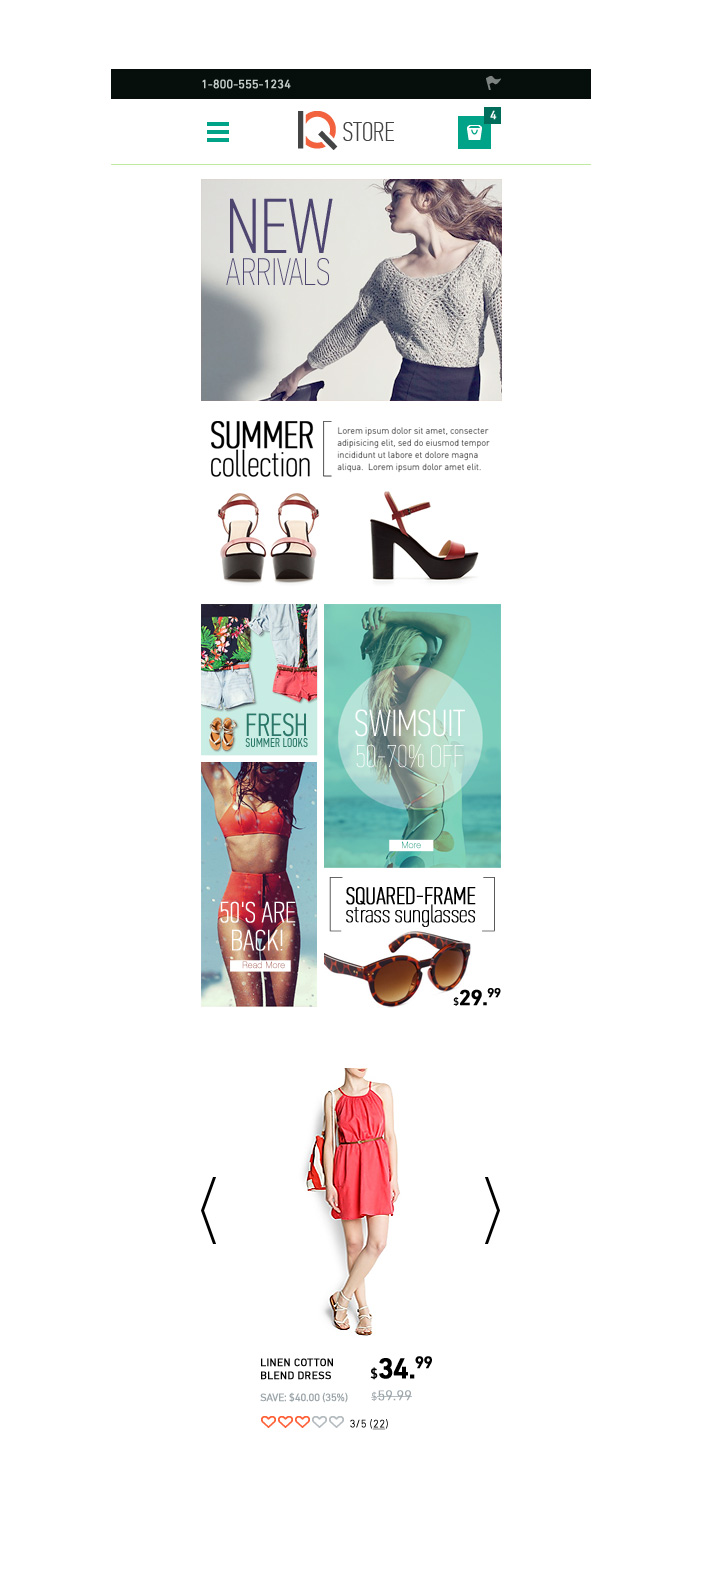 1-800-555-1234
4
IQ STORE
NEW
ARRIVALS
SUMMER
collection
Lorem ipsum dolor sit amet, consecter
adipisicing elit, sed do eiusmod tempor
incididunt ut labore et dolore magna
aliqua. Lorem ipsum dolor amet elit.
FRESH
SUMMER LOOKS
SWIMSUIT
50-70% OFF
More
50'S ARE
BACK!
Read More
SQUARED-FRAME
strass sunglasses
$29.99
LINEN COTTON
BLEND DRESS
$34.99
SAVE: $40.00 (35%)
$59.99
3/5 (22)